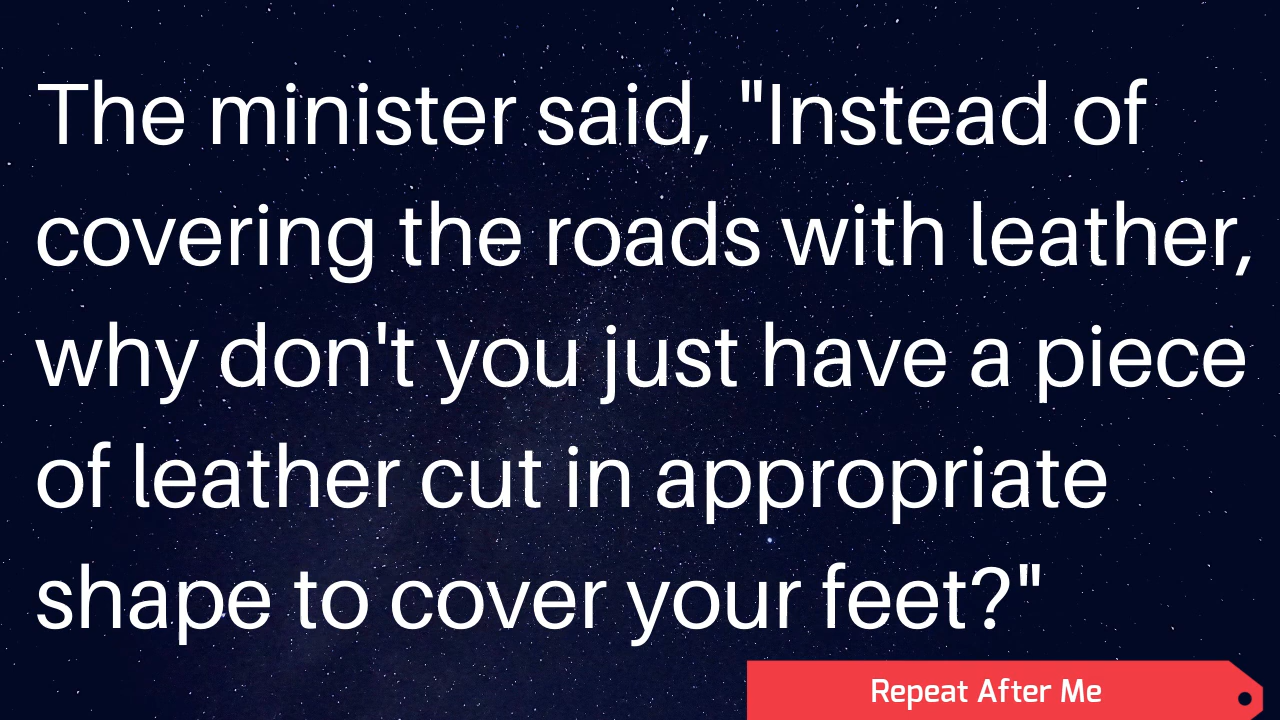 The minister said, "Instead of
covering the roads with leather,
why don't you just have a piece
of leather cut in appropriate
shape to cover your feet?"
Repeat After Me